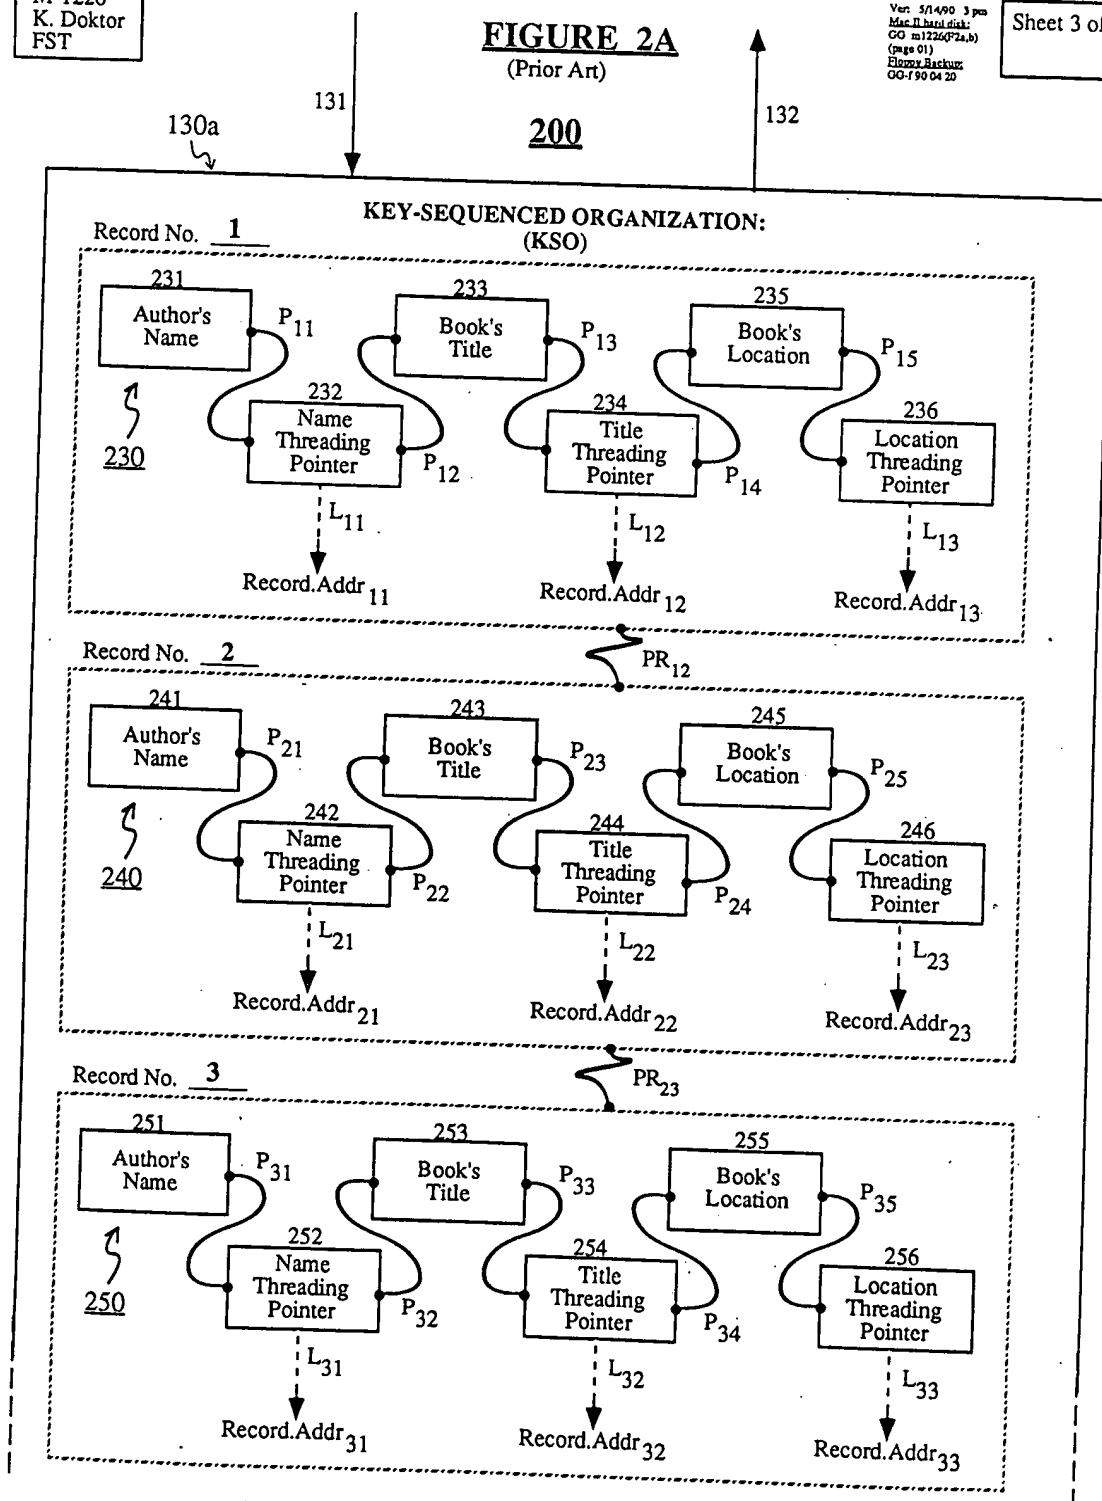 M-1226
K. Doktor
FST
FIGURE 2A
(Prior Art)
200
Ver: 5/14/90 3 pm
Mac II hard disk:
GG m1226(F2a,b)
(page 01)
Floppy Backup:
GG-f 90 04 20
Sheet 3 of
131
132
130a
KEY-SEQUENCED ORGANIZATION:
(KSO)
Record No. 1
231
Author's
Name
P11
233
Book's
Title
P13
235
Book's
Location
P15
230
232
Name
Threading
Pointer
P12
234
Title
Threading
Pointer
P14
236
Location
Threading
Pointer
L11
L12
L13
Record.Addr11
Record.Addr12
Record.Addr13
PR12
Record No. 2
241
Author's
Name
P21
243
Book's
Title
P23
245
Book's
Location
P25
240
242
Name
Threading
Pointer
P22
244
Title
Threading
Pointer
P24
246
Location
Threading
Pointer
L21
L22
L23
Record.Addr21
Record.Addr22
Record.Addr23
PR23
Record No. 3
251
Author's
Name
P31
253
Book's
Title
P33
255
Book's
Location
P35
250
252
Name
Threading
Pointer
P32
254
Title
Threading
Pointer
P34
256
Location
Threading
Pointer
L31
L32
L33
Record.Addr31
Record.Addr32
Record.Addr33